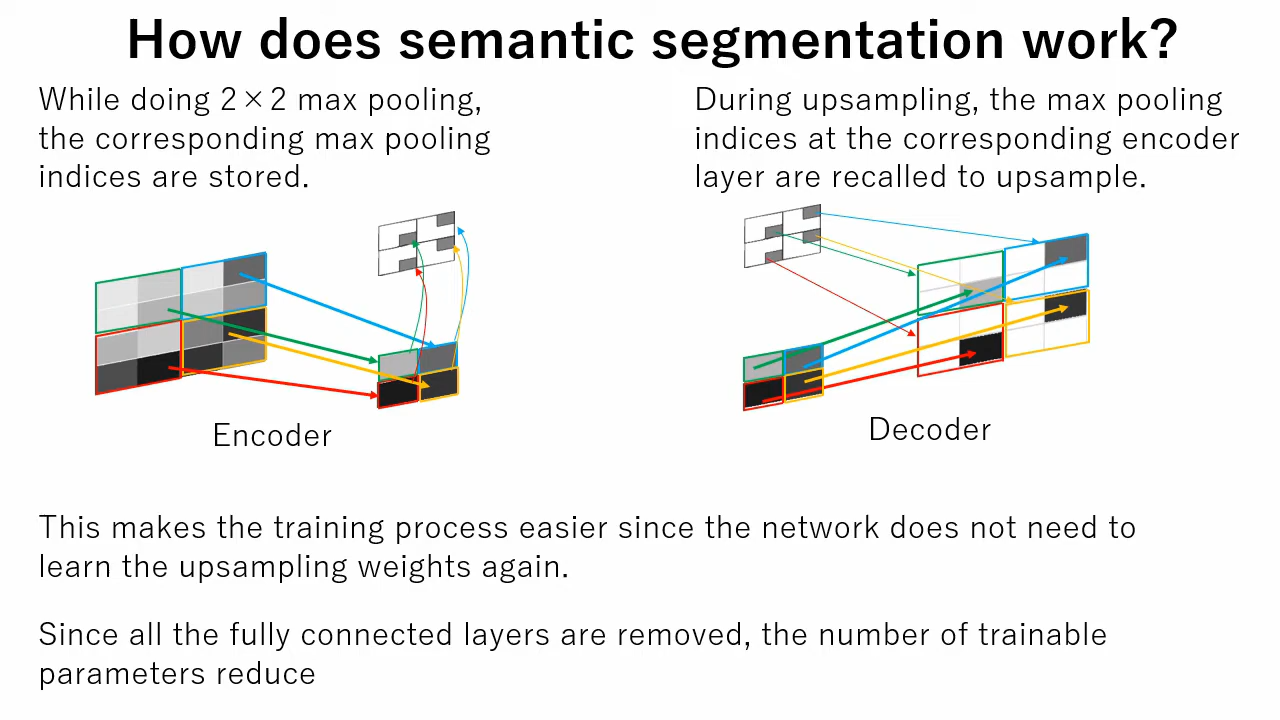 How does semantic segmentation work?
While doing 2×2 max pooling,
the corresponding max pooling
indices are stored.
During upsampling, the max pooling
indices at the corresponding encoder
layer are recalled to upsample.
Encoder
Decoder
This makes the training process easier since the network does not need to
learn the upsampling weights again.
Since all the fully connected layers are removed, the number of trainable
parameters reduce